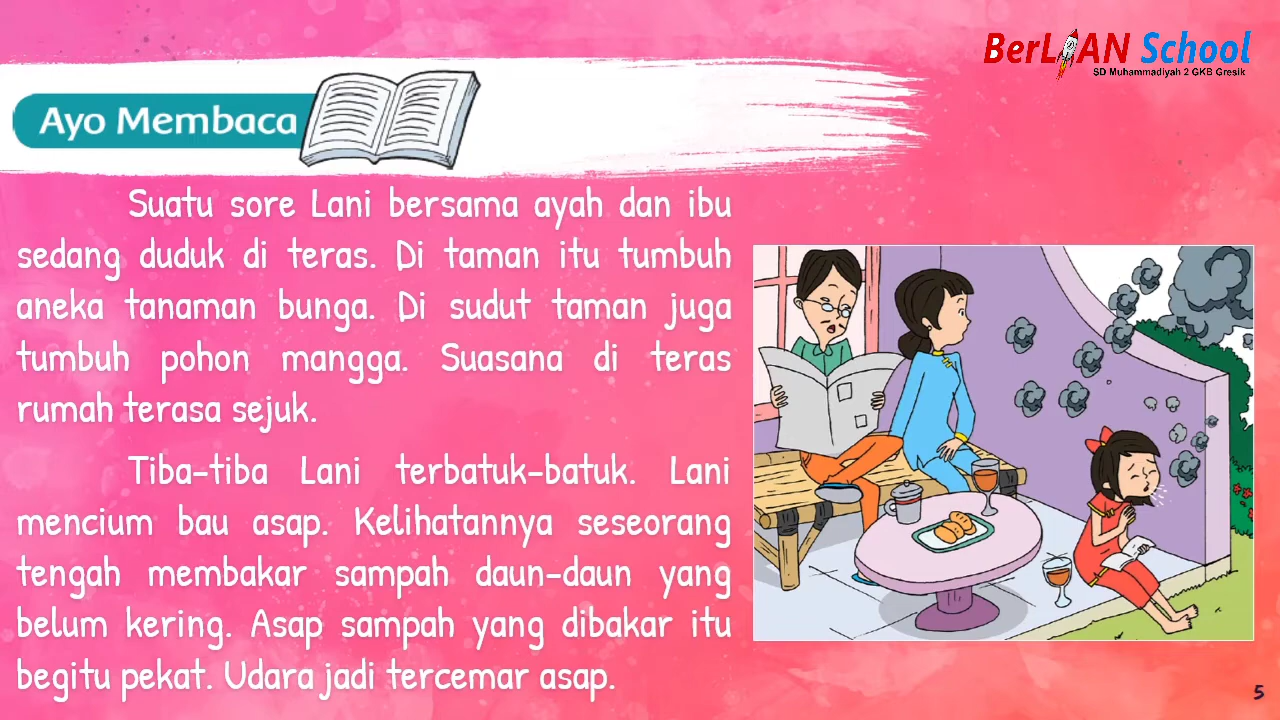 BerLIAN School
SD Muhammadiyah 2 GKB Gresik
Ayo Membaca
Suatu sore Lani bersama ayah dan ibu
sedang duduk di teras. Di taman itu tumbuh
aneka tanaman bunga. Di sudut taman juga
tumbuh pohon mangga. Suasana di teras
rumah terasa sejuk.
Tiba-tiba Lani terbatuk-batuk. Lani
mencium bau asap. Kelihatannya seseorang
tengah membakar sampah daun-daun yang
belum kering. Asap sampah yang dibakar itu
begitu pekat. Udara jadi tercemar asap.
5